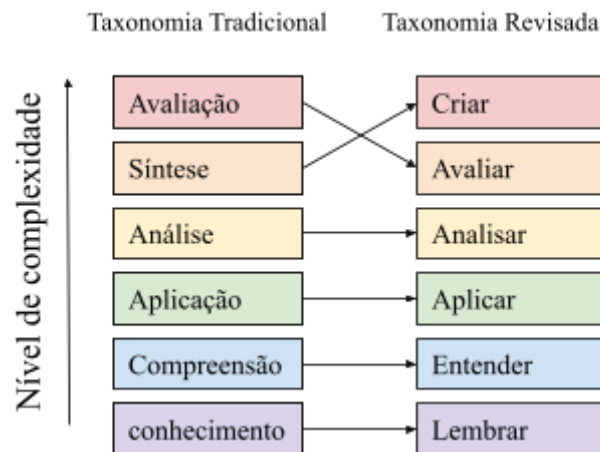 Taxonomia Tradicional
Taxonomia Revisada
Nível de complexidade
Avaliação
Criar
Síntese
Avaliar
Análise
Analisar
Aplicação
Aplicar
Compreensão
Entender
conhecimento
Lembrar